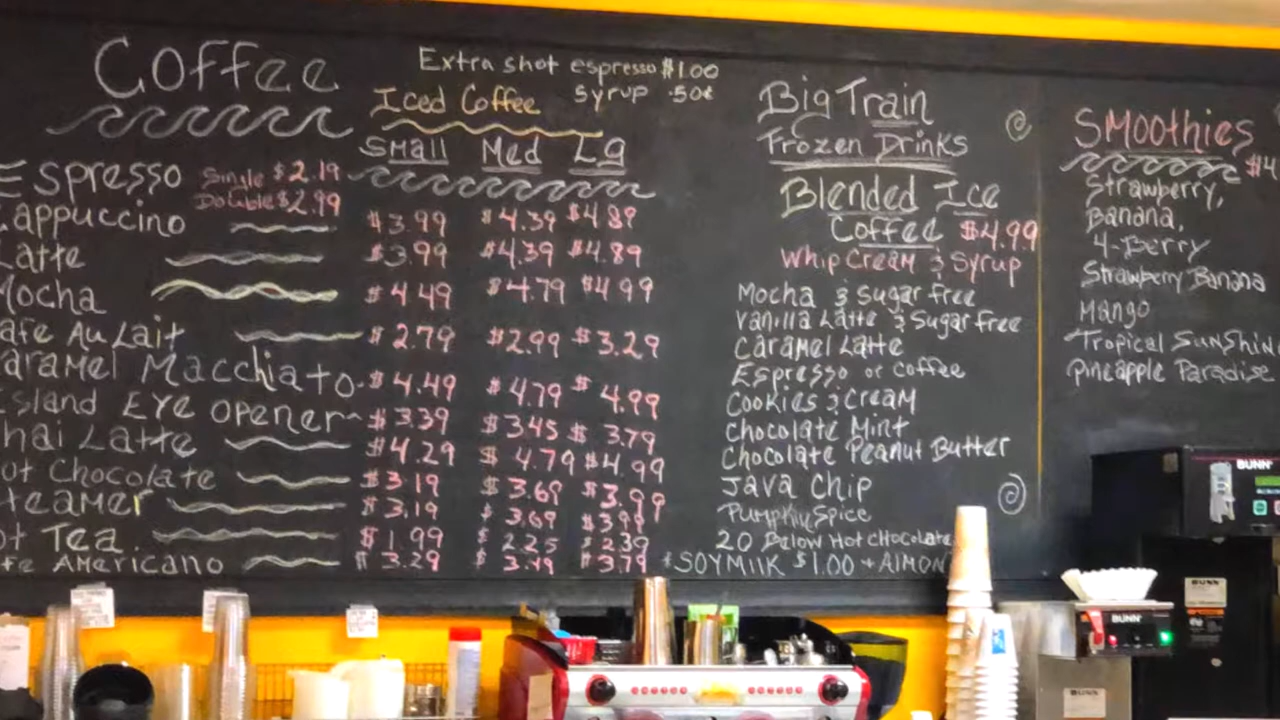 Coffee
Extra shot espresso $1.00
Syrup .50¢
Iced Coffee
Small Med Lg
Espresso Single $2.19
Double $2.99
Cappuccino $3.99 $4.39 $4.89
Latte $3.99 $4.39 $4.89
Mocha $4.49 $4.79 $4.99
afe Au Lait $2.79 $2.99 $3.29
aramel Macchiato $4.49 $4.79 $4.99
Island Eye Opener $3.39 $3.45 $3.79
hai Latte $4.29 $4.79 $4.99
ot Chocolate $3.19 $3.69 $3.99
teamer $3.19 $3.69 $3.99
ot Tea $1.99 $2.25 $2.39
fe Americano $3.29 $3.49 $3.79
Big Train
Frozen Drinks
Blended Ice
Coffee $4.99
Whip Cream & Syrup
Mocha & Sugar free
Vanilla Latte & Sugar free
Caramel Latte
Espresso or Coffee
Cookies & Cream
Chocolate Mint
Chocolate Peanut Butter
Java Chip
Pumpkin Spice
20 Below Hot Chocolate
*SOYMILK $1.00 + ALMON
Smoothies
$4
Strawberry,
Banana,
4-Berry
Strawberry Banana
Mango
Tropical Sunshin
Pineapple Paradise
BUNN
BUNN
BUNN
BUNN